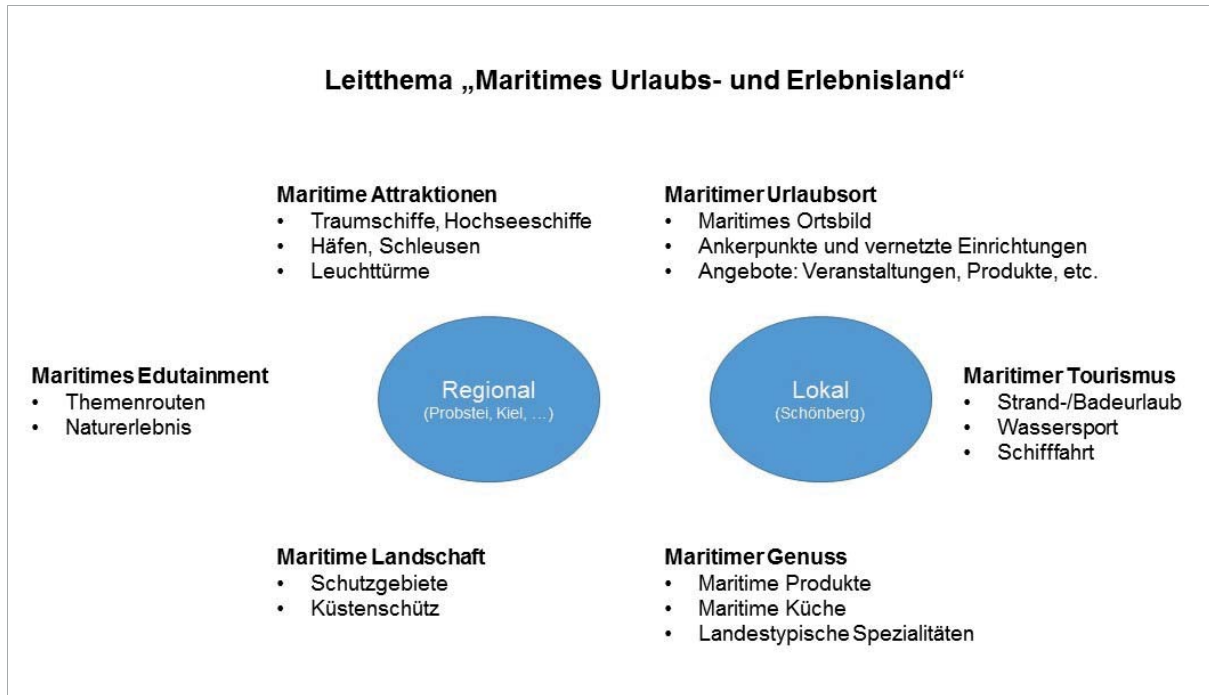 Leitthema „Maritimes Urlaubs- und Erlebnisland“
Maritime Attraktionen
• Traumschiffe, Hochseeschiffe
• Häfen, Schleusen
• Leuchttürme
Maritimer Urlaubsort
• Maritimes Ortsbild
• Ankerpunkte und vernetzte Einrichtungen
• Angebote: Veranstaltungen, Produkte, etc.
Maritimes Edutainment
• Themenrouten
• Naturerlebnis
Regional
(Probstei, Kiel, …)
Lokal
(Schönberg)
Maritimer Tourismus
• Strand-/Badeurlaub
• Wassersport
• Schifffahrt
Maritime Landschaft
• Schutzgebiete
• Küstenschütz
Maritimer Genuss
• Maritime Produkte
• Maritime Küche
• Landestypische Spezialitäten